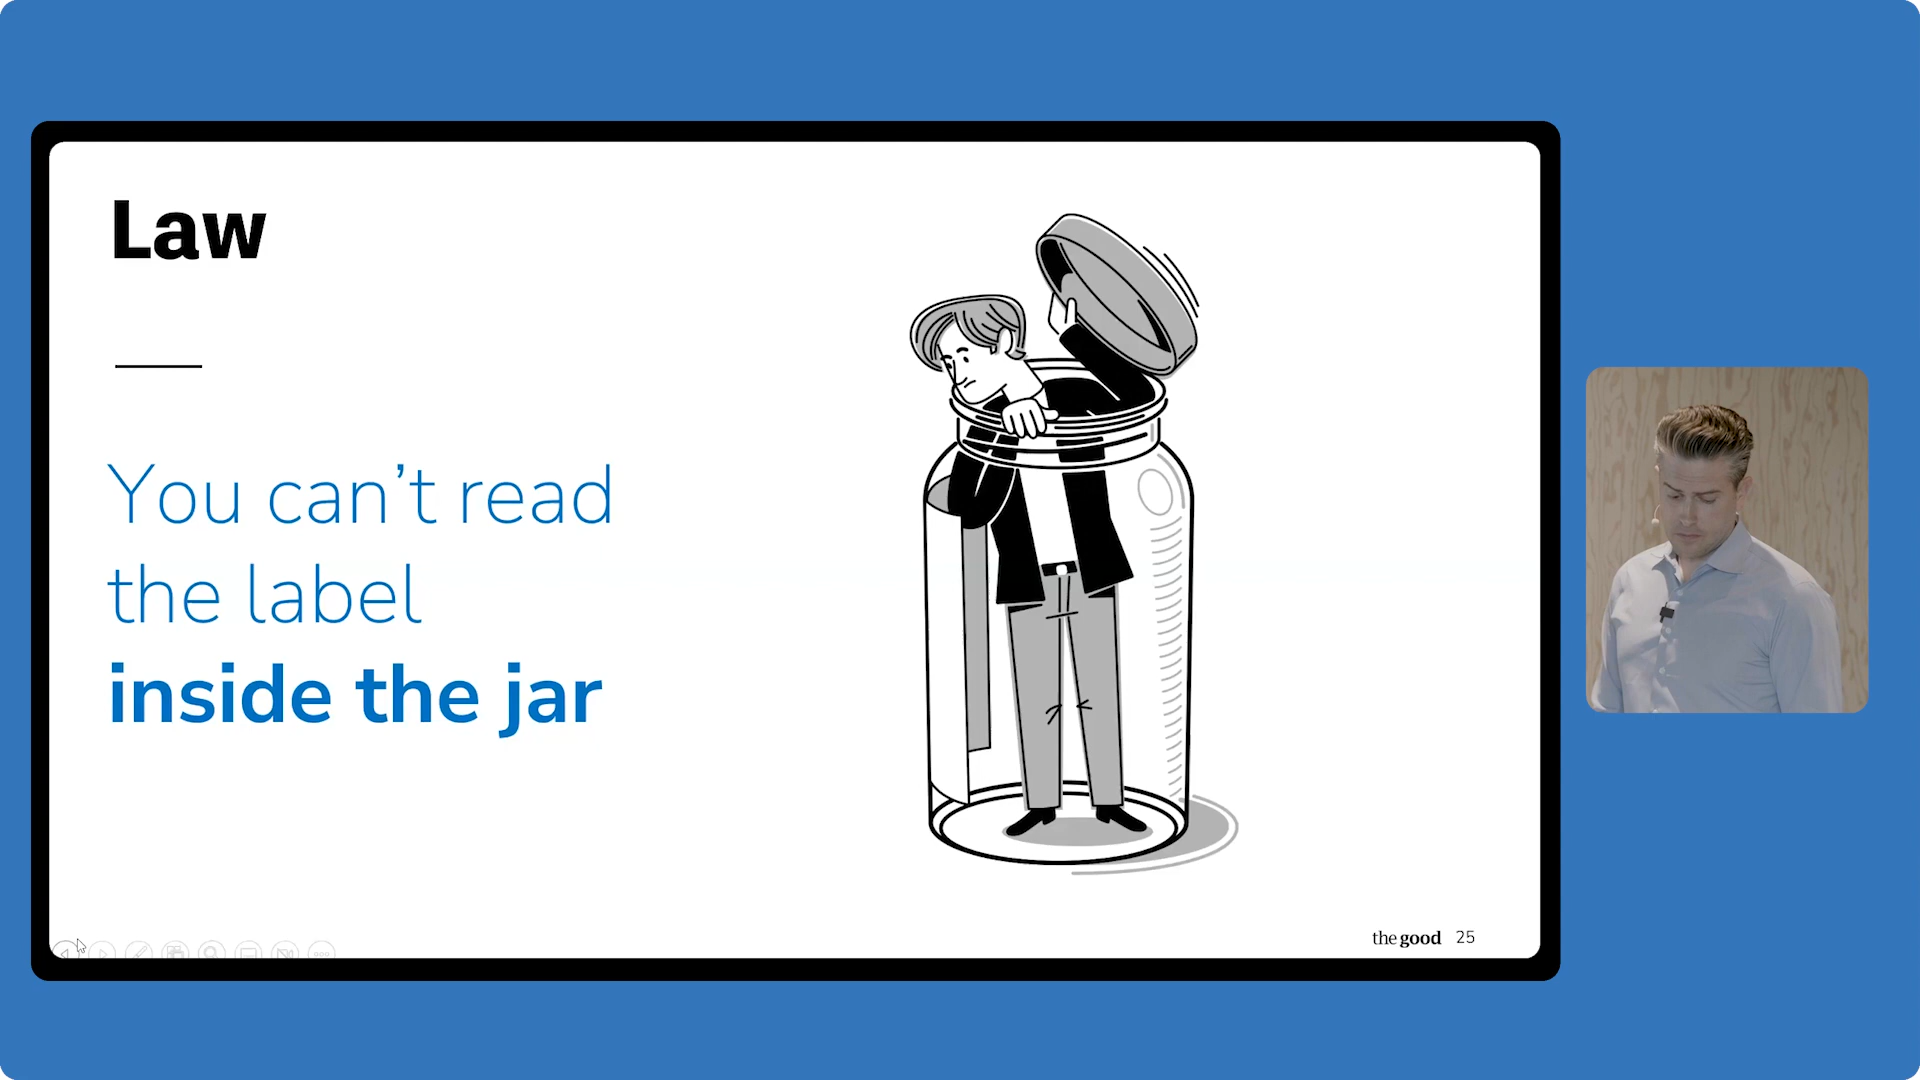 Law
You can’t read
the label
inside the jar
the good 25